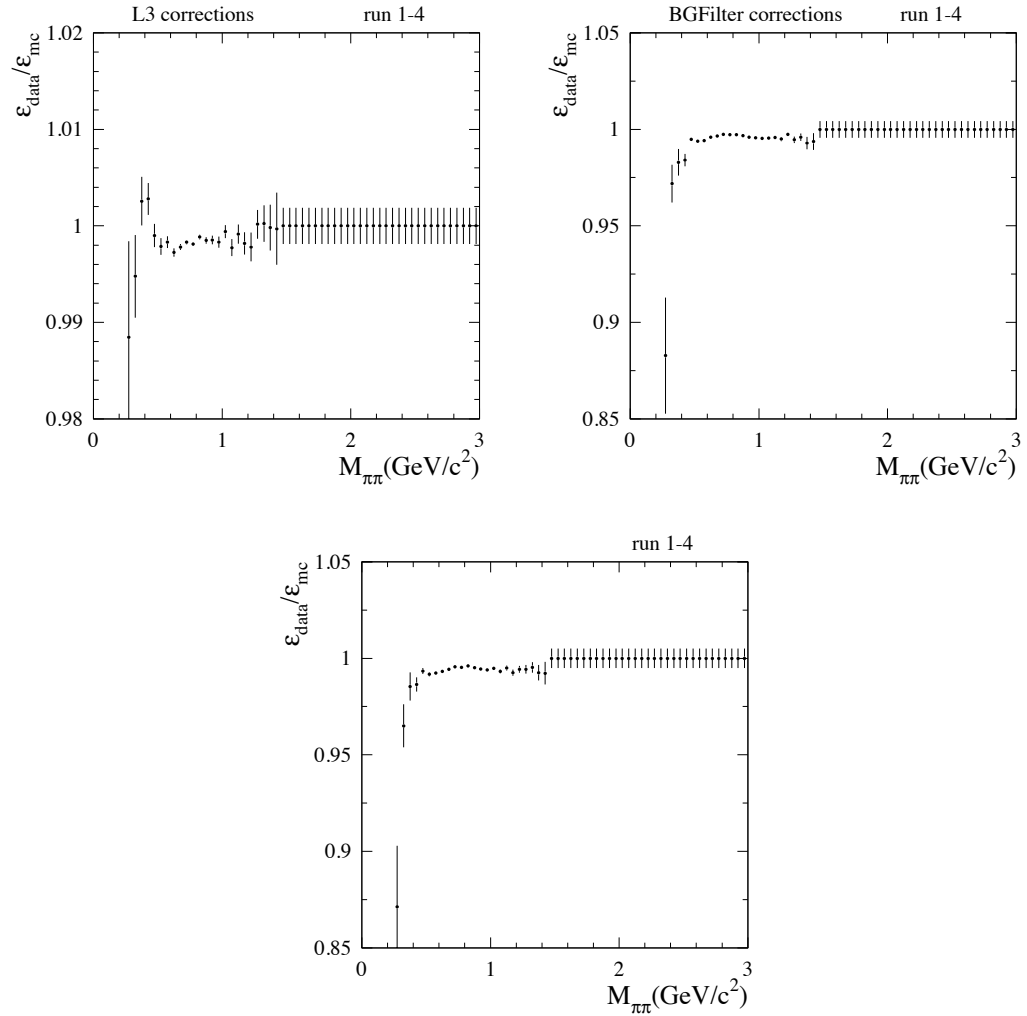 L3 corrections run 1-4
ε_data/ε_mc
1.02
1.01
1
0.99
0.98
0 1 2 3
M_ππ(GeV/c²)
BGFilter corrections run 1-4
ε_data/ε_mc
1.05
1
0.95
0.9
0.85
0 1 2 3
M_ππ(GeV/c²)
run 1-4
ε_data/ε_mc
1.05
1
0.95
0.9
0.85
0 1 2 3
M_ππ(GeV/c²)